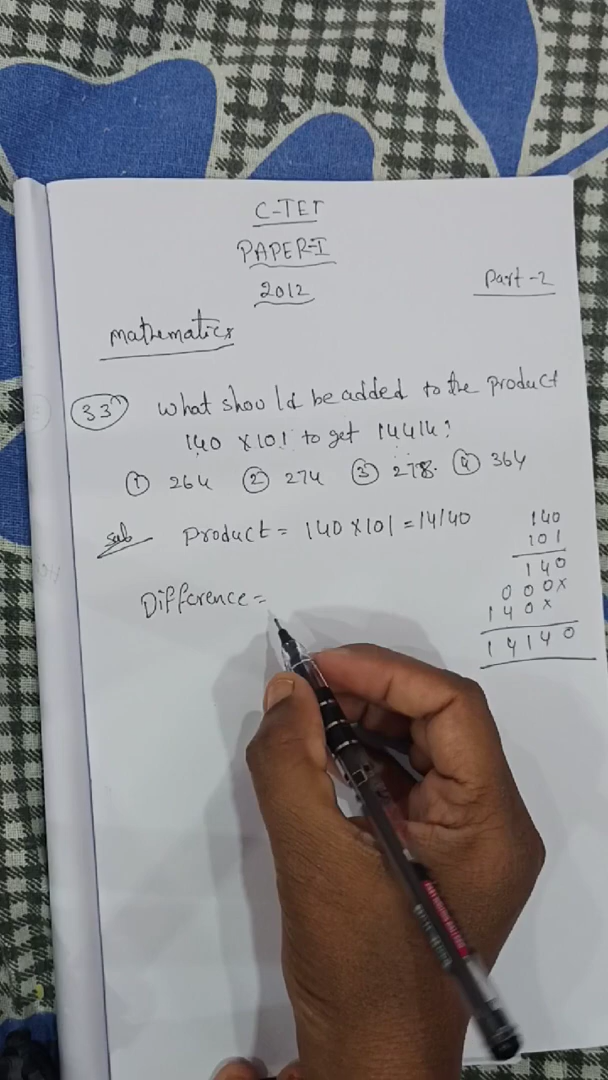 C-TET
PAPER-I
2012
Part-2
Mathematics
33 What should be added to the product
140 x 101 to get 14414?
① 264 ② 274 ③ 278. ④ 364
Product = 140 x 101 = 14140
140
101
140
000x
140x
14140
Difference =